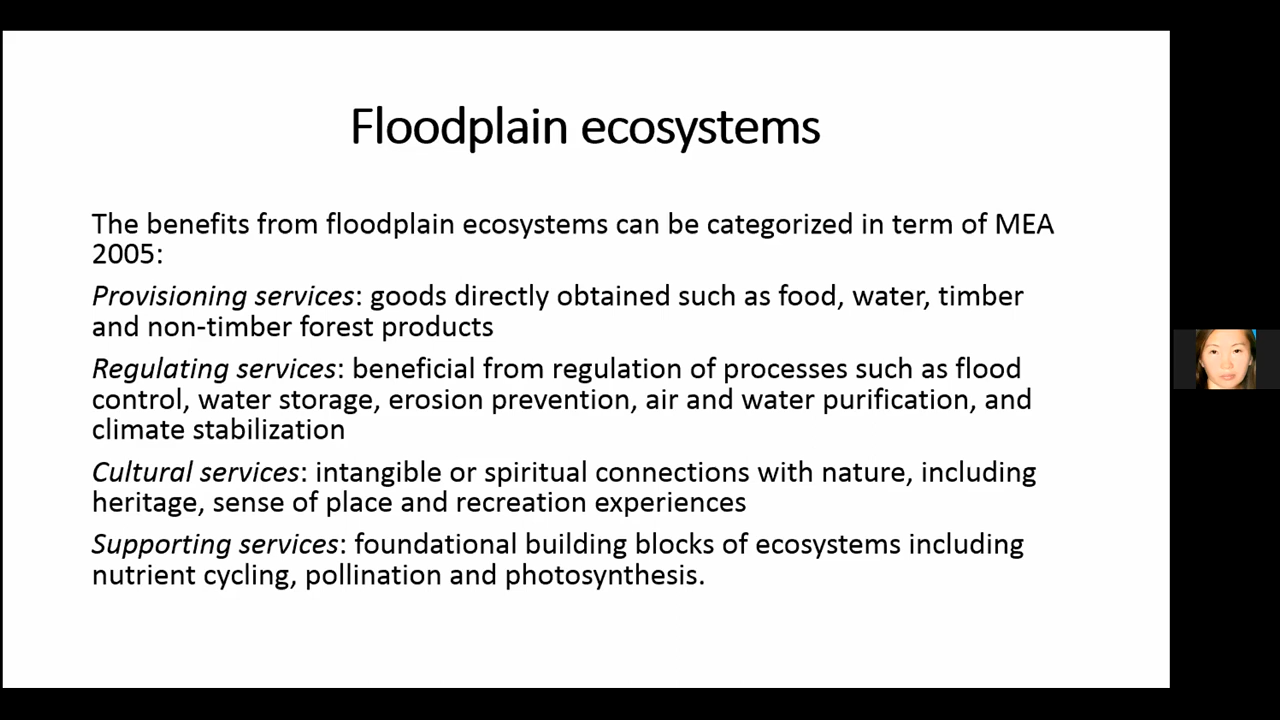 Floodplain ecosystems
The benefits from floodplain ecosystems can be categorized in term of MEA
2005:
Provisioning services: goods directly obtained such as food, water, timber
and non-timber forest products
Regulating services: beneficial from regulation of processes such as flood
control, water storage, erosion prevention, air and water purification, and
climate stabilization
Cultural services: intangible or spiritual connections with nature, including
heritage, sense of place and recreation experiences
Supporting services: foundational building blocks of ecosystems including
nutrient cycling, pollination and photosynthesis.